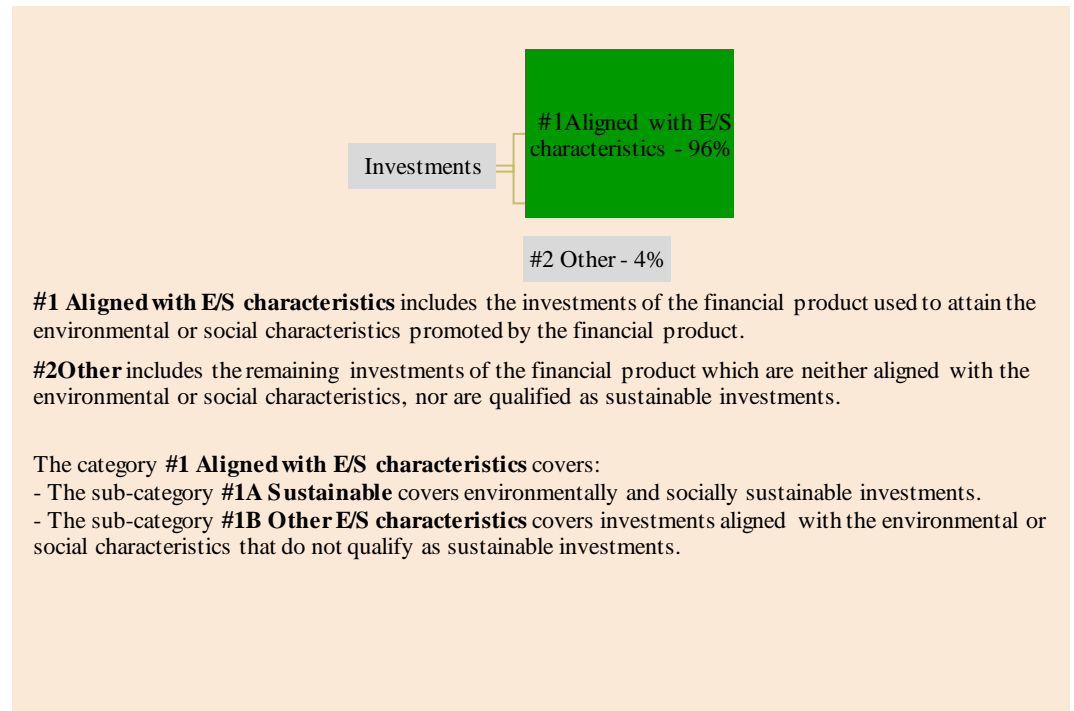 #1Aligned with E/S
characteristics - 96%
Investments
#2 Other - 4%
#1 Aligned with E/S characteristics includes the investments of the financial product used to attain the
environmental or social characteristics promoted by the financial product.
#2Other includes the remaining investments of the financial product which are neither aligned with the
environmental or social characteristics, nor are qualified as sustainable investments.
The category #1 Aligned with E/S characteristics covers:
- The sub-category #1A Sustainable covers environmentally and socially sustainable investments.
- The sub-category #1B Other E/S characteristics covers investments aligned with the environmental or
social characteristics that do not qualify as sustainable investments.